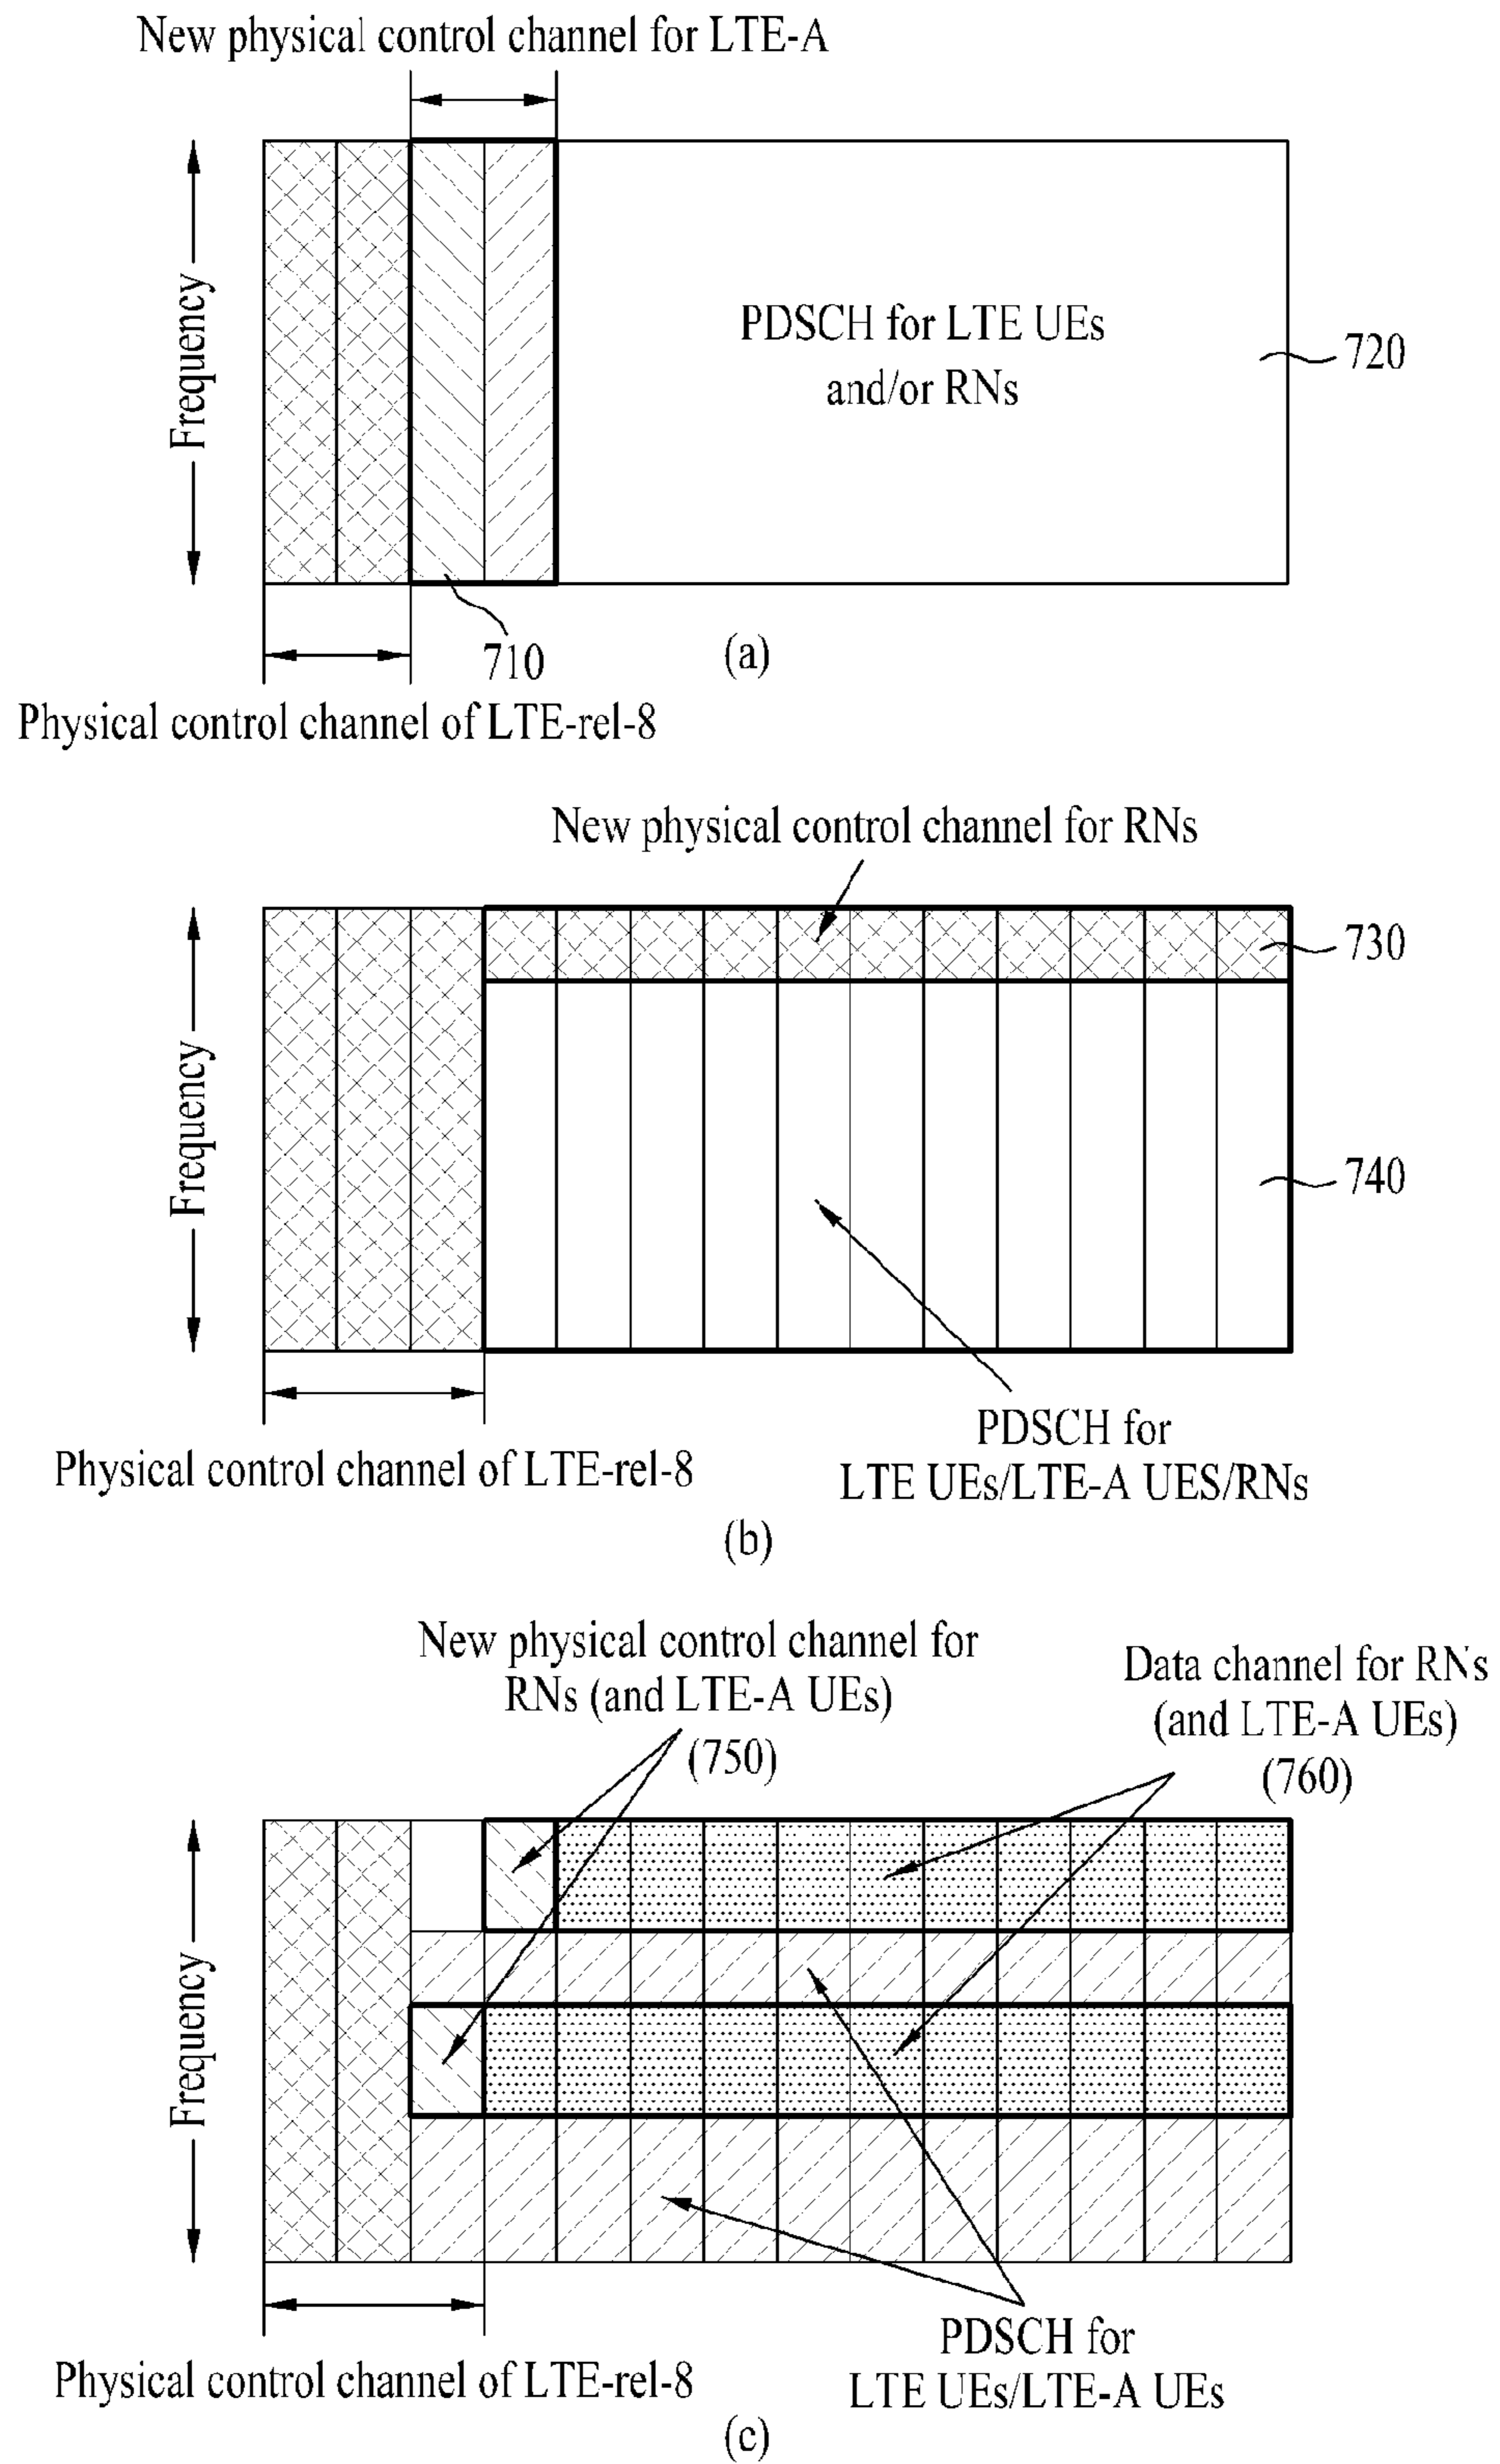 New physical control channel for LTE-A
Frequency
PDSCH for LTE UEs
and/or RNs
720
710
(a)
Physical control channel of LTE-rel-8
New physical control channel for RNs
730
Frequency
740
PDSCH for
LTE UEs/LTE-A UES/RNs
Physical control channel of LTE-rel-8
(b)
New physical control channel for
RNs (and LTE-A UEs)
(750)
Data channel for RNs
(and LTE-A UEs)
(760)
Frequency
PDSCH for
LTE UEs/LTE-A UEs
Physical control channel of LTE-rel-8
(c)